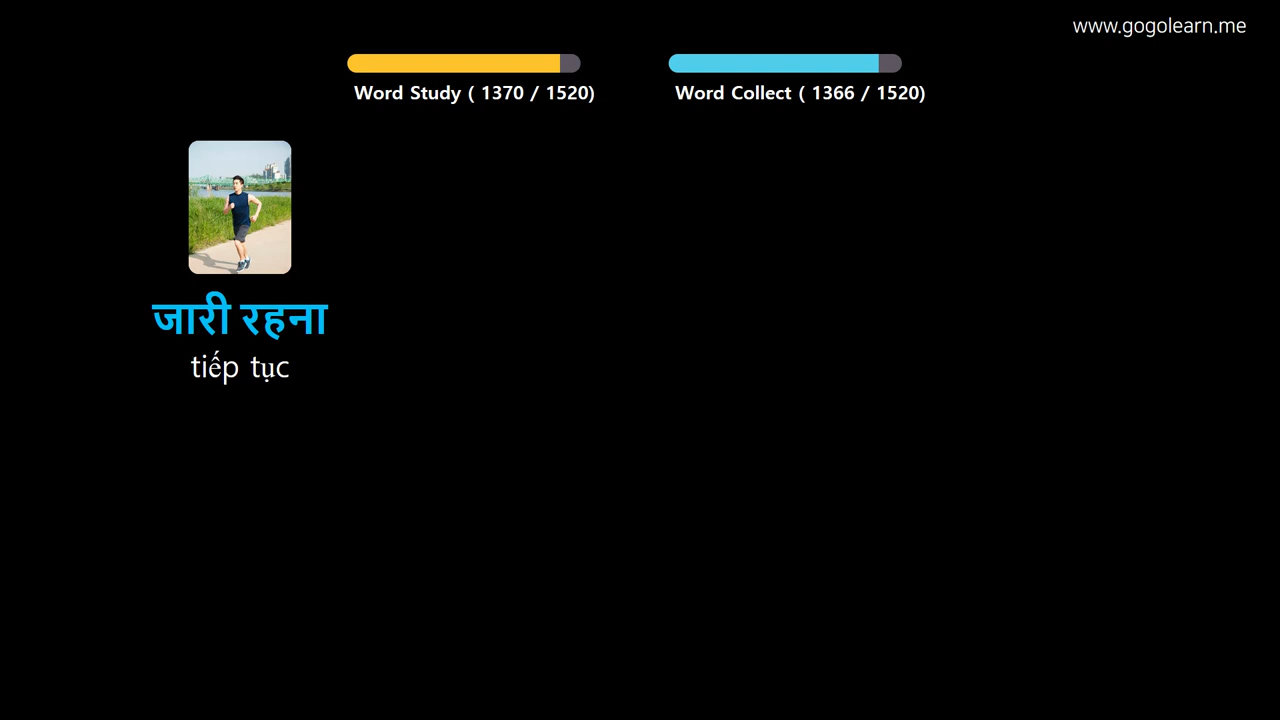 www.gogolearn.me
Word Study ( 1370 / 1520)
Word Collect ( 1366 / 1520)
जारी रहना
tiếp tục